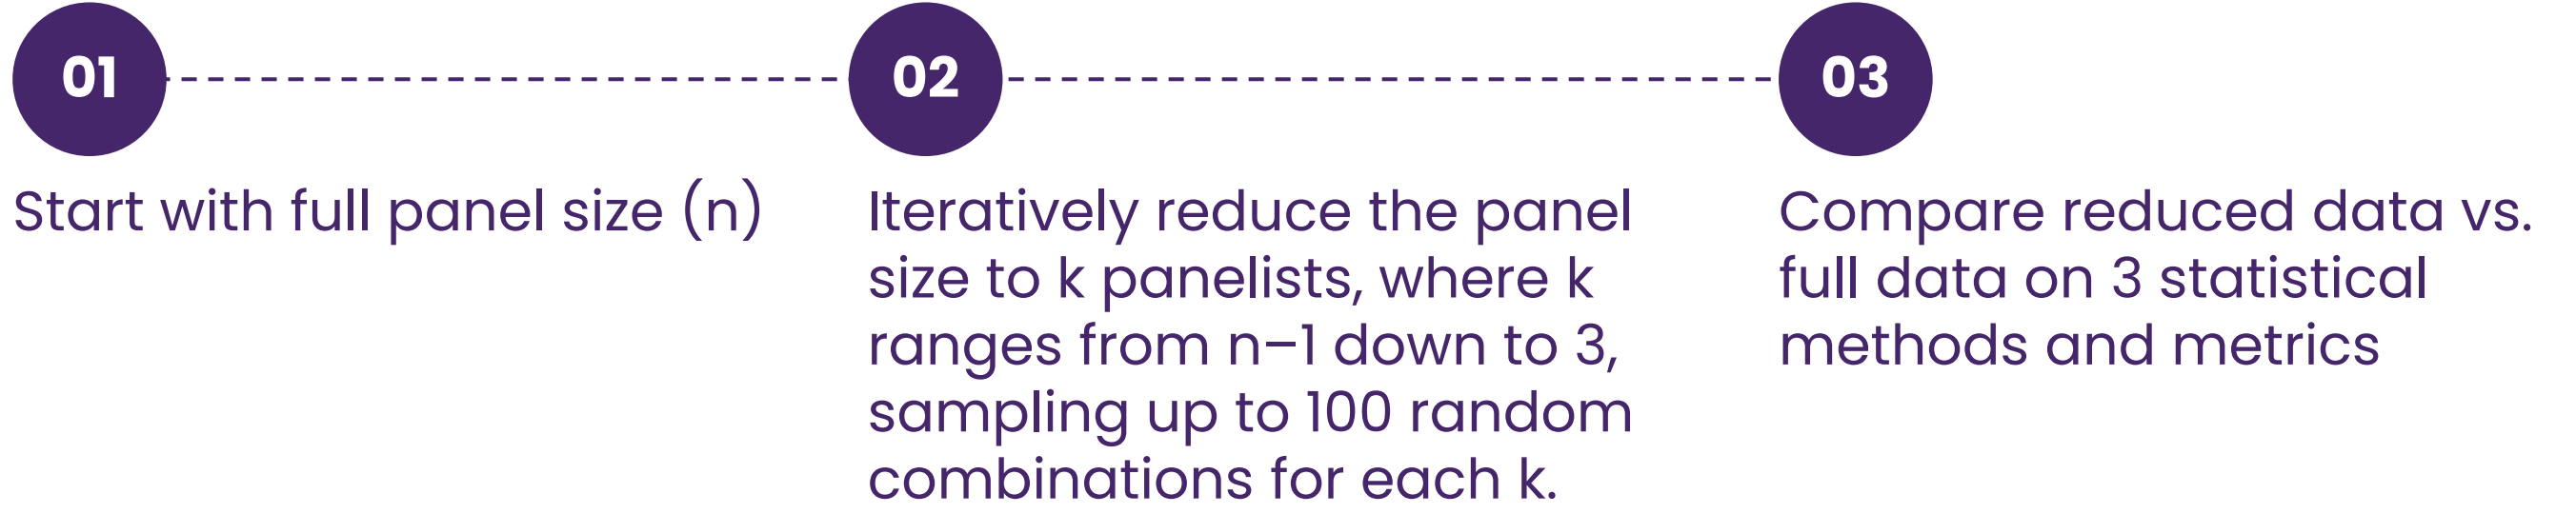 01
Start with full panel size (n)
02
Iteratively reduce the panel
size to k panelists, where k
ranges from n–1 down to 3,
sampling up to 100 random
combinations for each k.
03
Compare reduced data vs.
full data on 3 statistical
methods and metrics